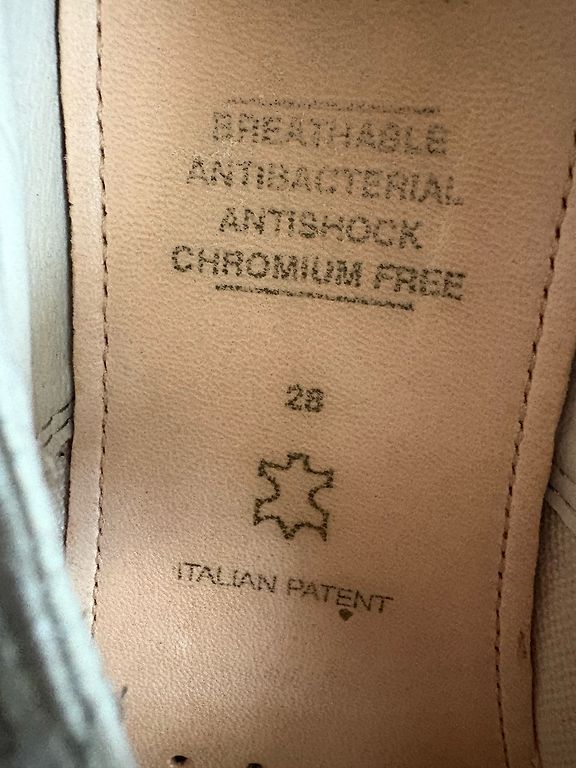 BREATHABLE
ANTIBACTERIAL
ANTISHOCK
CHROMIUM FREE
28
ITALIAN PATENT